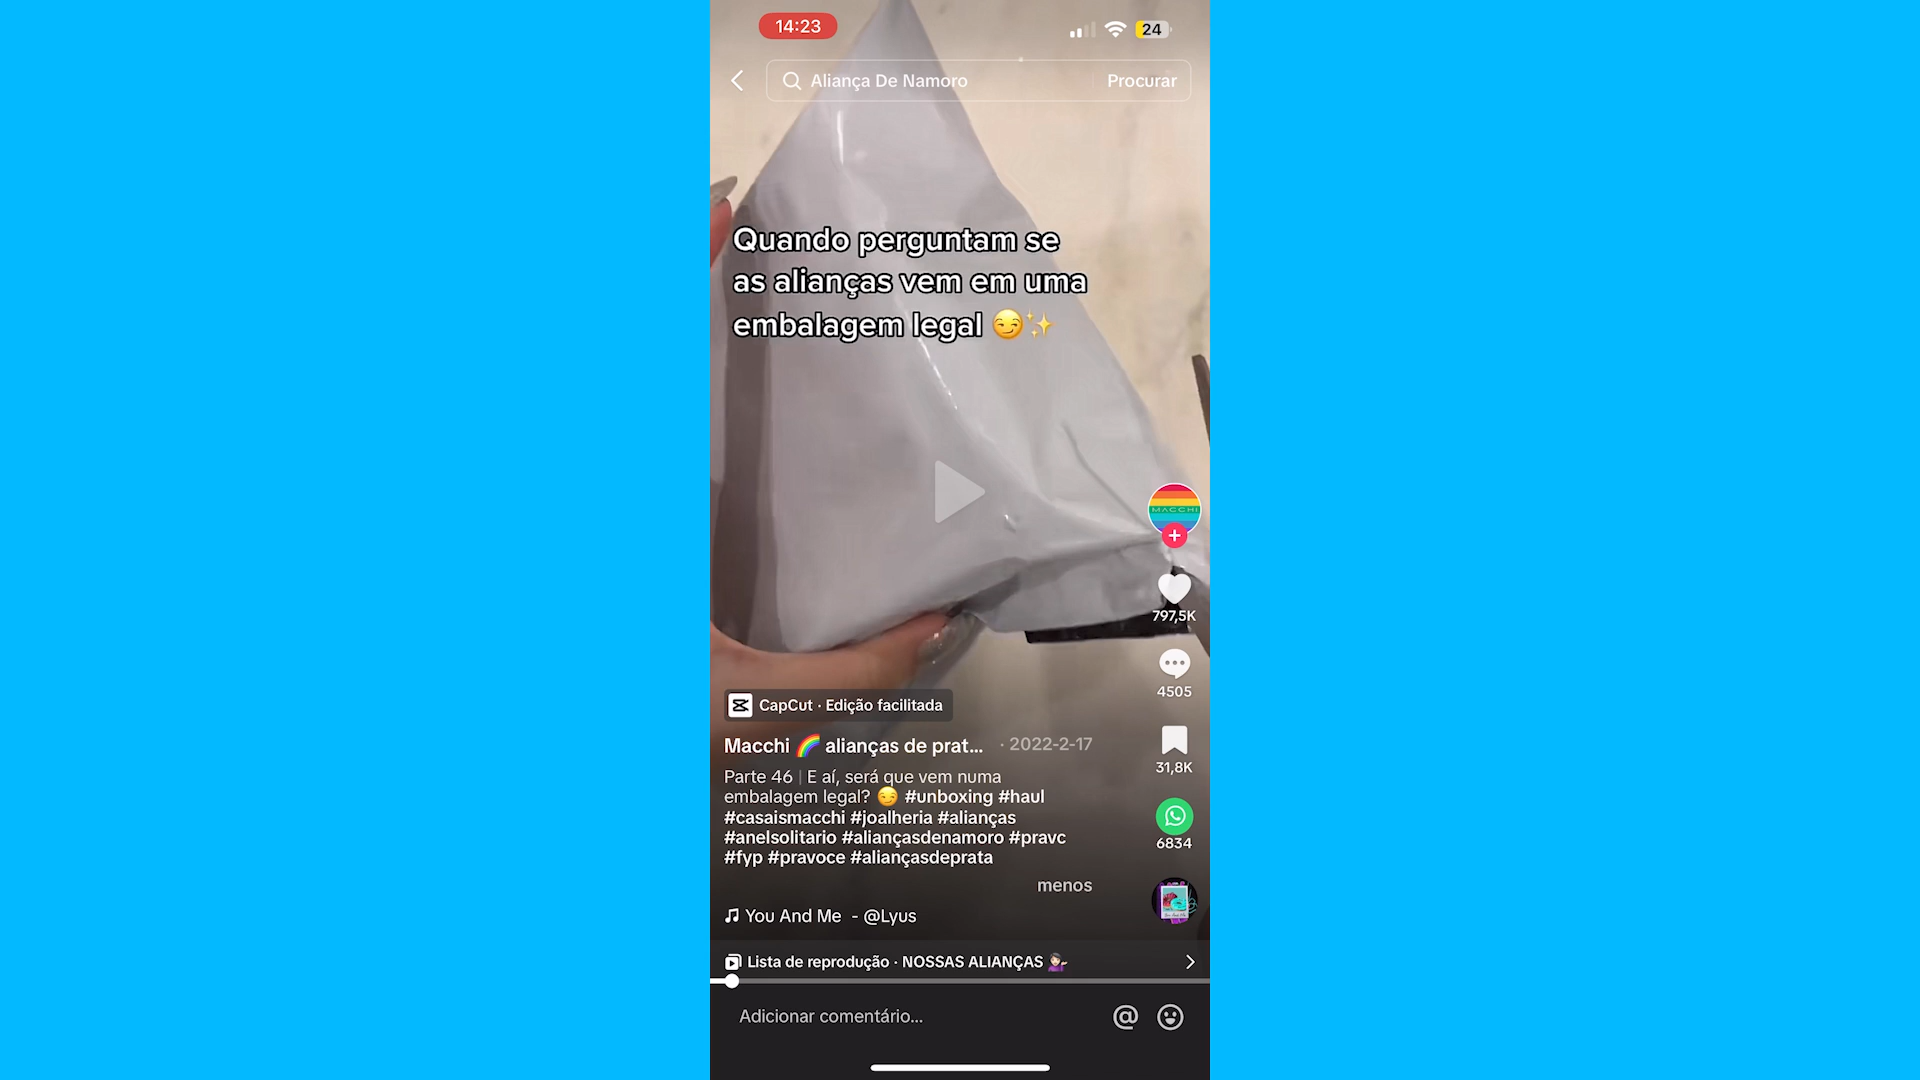 14:23
24
Aliança De Namoro
Procurar
Quando perguntam se
as alianças vem em uma
embalagem legal 😏✨
MACCHI
797,5K
4505
31,8K
6834
CapCut · Edição facilitada
Macchi 🌈 alianças de prat... · 2022-2-17
Parte 46 | E aí, será que vem numa
embalagem legal? 😏 #unboxing #haul
#casaismacchi #joalheria #alianças
#anelsolitario #aliançasdenamoro #pravc
#fyp #pravoce #aliançasdeprata
menos
You And Me - @Lyus
Lista de reprodução · NOSSAS ALIANÇAS 💁🏻‍♀️
Adicionar comentário...